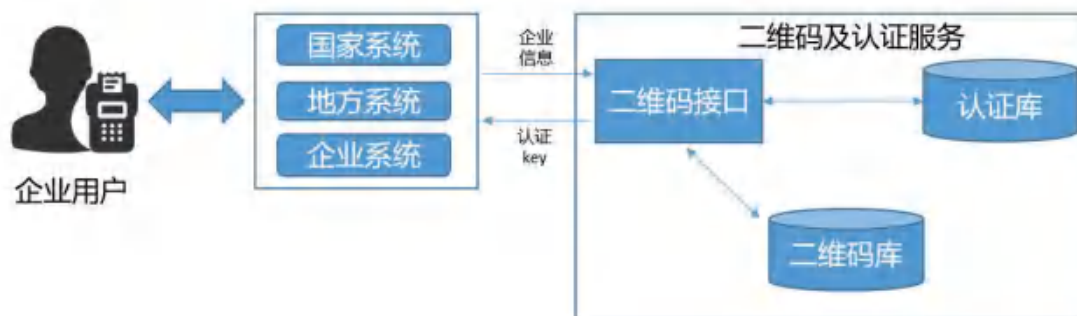 二维码及认证服务
国家系统
地方系统
企业系统
企业
信息
认证
key
二维码接口
认证库
二维码库
企业用户